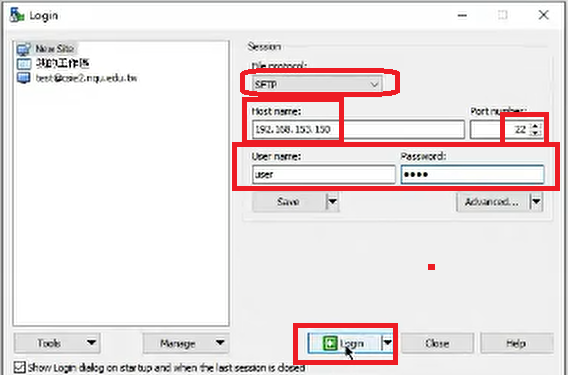 Login
New Site
我的工作區
test@csie2.nqu.edu.tw
Session
File protocol:
SFTP
Host name:
Port number:
192.168.153.150
22
User name:
Password:
user
••••
Save
Advanced...
Tools
Manage
Login
Close
Help
Show Login dialog on startup and when the last session is closed